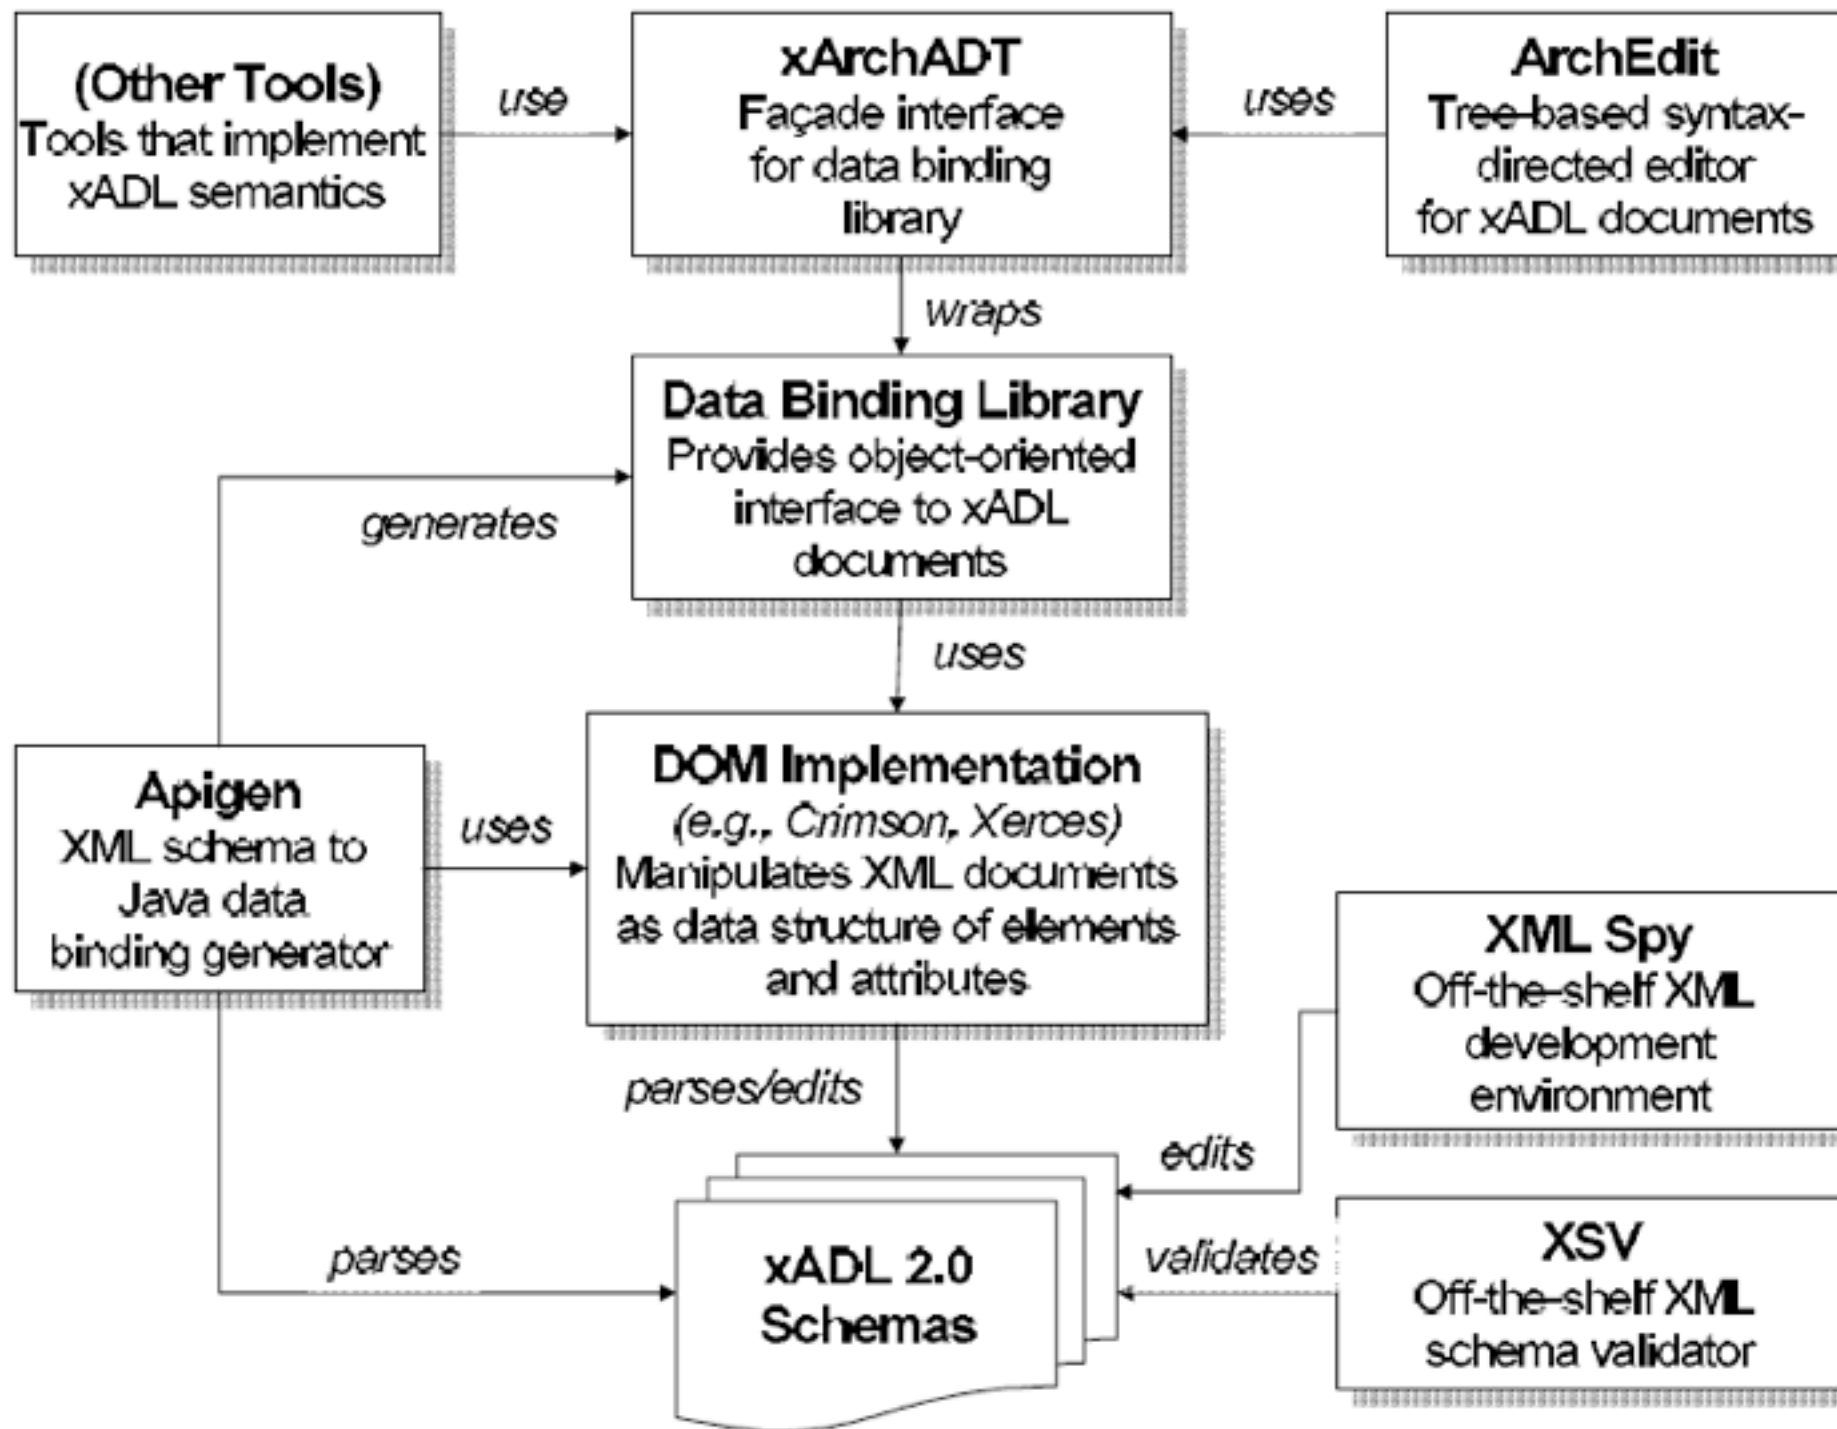 (Other Tools)
Tools that implement
xADL semantics
use
xArchADT
Façade interface
for data binding
library
uses
ArchEdit
Tree-based syntax-
directed editor
for xADL documents
wraps
Data Binding Library
Provides object-oriented
interface to xADL
documents
generates
uses
Apigen
XML schema to
Java data
binding generator
uses
DOM Implementation
(e.g., Crimson, Xerces)
Manipulates XML documents
as data structure of elements
and attributes
XML Spy
Off-the-shelf XML
development
environment
parses/edits
edits
parses
xADL 2.0
Schemas
validates
XSV
Off-the-shelf XML
schema validator